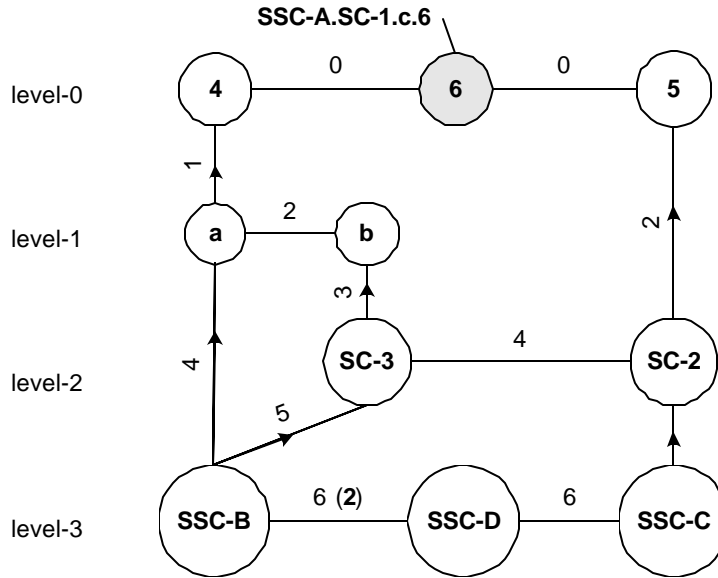 SSC-A.SC-1.c.6
level-0
4
0
6
0
5
1
level-1
a
2
b
2
3
level-2
4
SC-3
4
SC-2
5
level-3
SSC-B
6 (2)
SSC-D
6
SSC-C